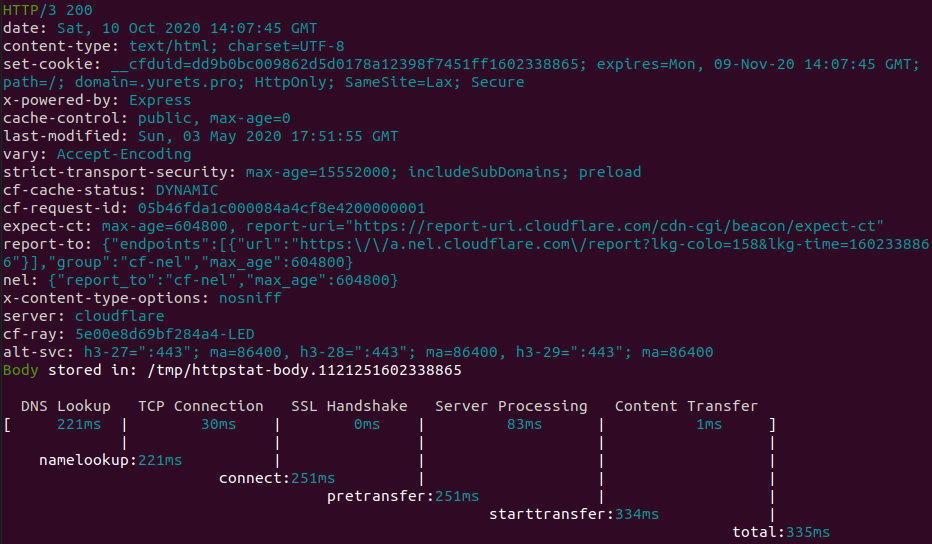 HTTP/3 200
date: Sat, 10 Oct 2020 14:07:45 GMT
content-type: text/html; charset=UTF-8
set-cookie: __cfduid=dd9b0bc009862d5d0178a12398f7451ff1602338865; expires=Mon, 09-Nov-20 14:07:45 GMT;
path=/; domain=.yurets.pro; HttpOnly; SameSite=Lax; Secure
x-powered-by: Express
cache-control: public, max-age=0
last-modified: Sun, 03 May 2020 17:51:55 GMT
vary: Accept-Encoding
strict-transport-security: max-age=15552000; includeSubDomains; preload
cf-cache-status: DYNAMIC
cf-request-id: 05b46fda1c000084a4cf8e4200000001
expect-ct: max-age=604800, report-uri="https://report-uri.cloudflare.com/cdn-cgi/beacon/expect-ct"
report-to: {"endpoints":[{"url":"https:\/\/a.nel.cloudflare.com\/report?lkg-colo=158&lkg-time=160233886
6"}],"group":"cf-nel","max_age":604800}
nel: {"report_to":"cf-nel","max_age":604800}
x-content-type-options: nosniff
server: cloudflare
cf-ray: 5e00e8d69bf284a4-LED
alt-svc: h3-27=":443"; ma=86400, h3-28=":443"; ma=86400, h3-29=":443"; ma=86400
Body stored in: /tmp/httpstat-body.1121251602338865
DNS Lookup TCP Connection SSL Handshake Server Processing Content Transfer
[ 221ms | 30ms | 0ms | 83ms | 1ms ]
| | | | |
namelookup:221ms | | | |
connect:251ms | | |
pretransfer:251ms | |
starttransfer:334ms |
total:335ms